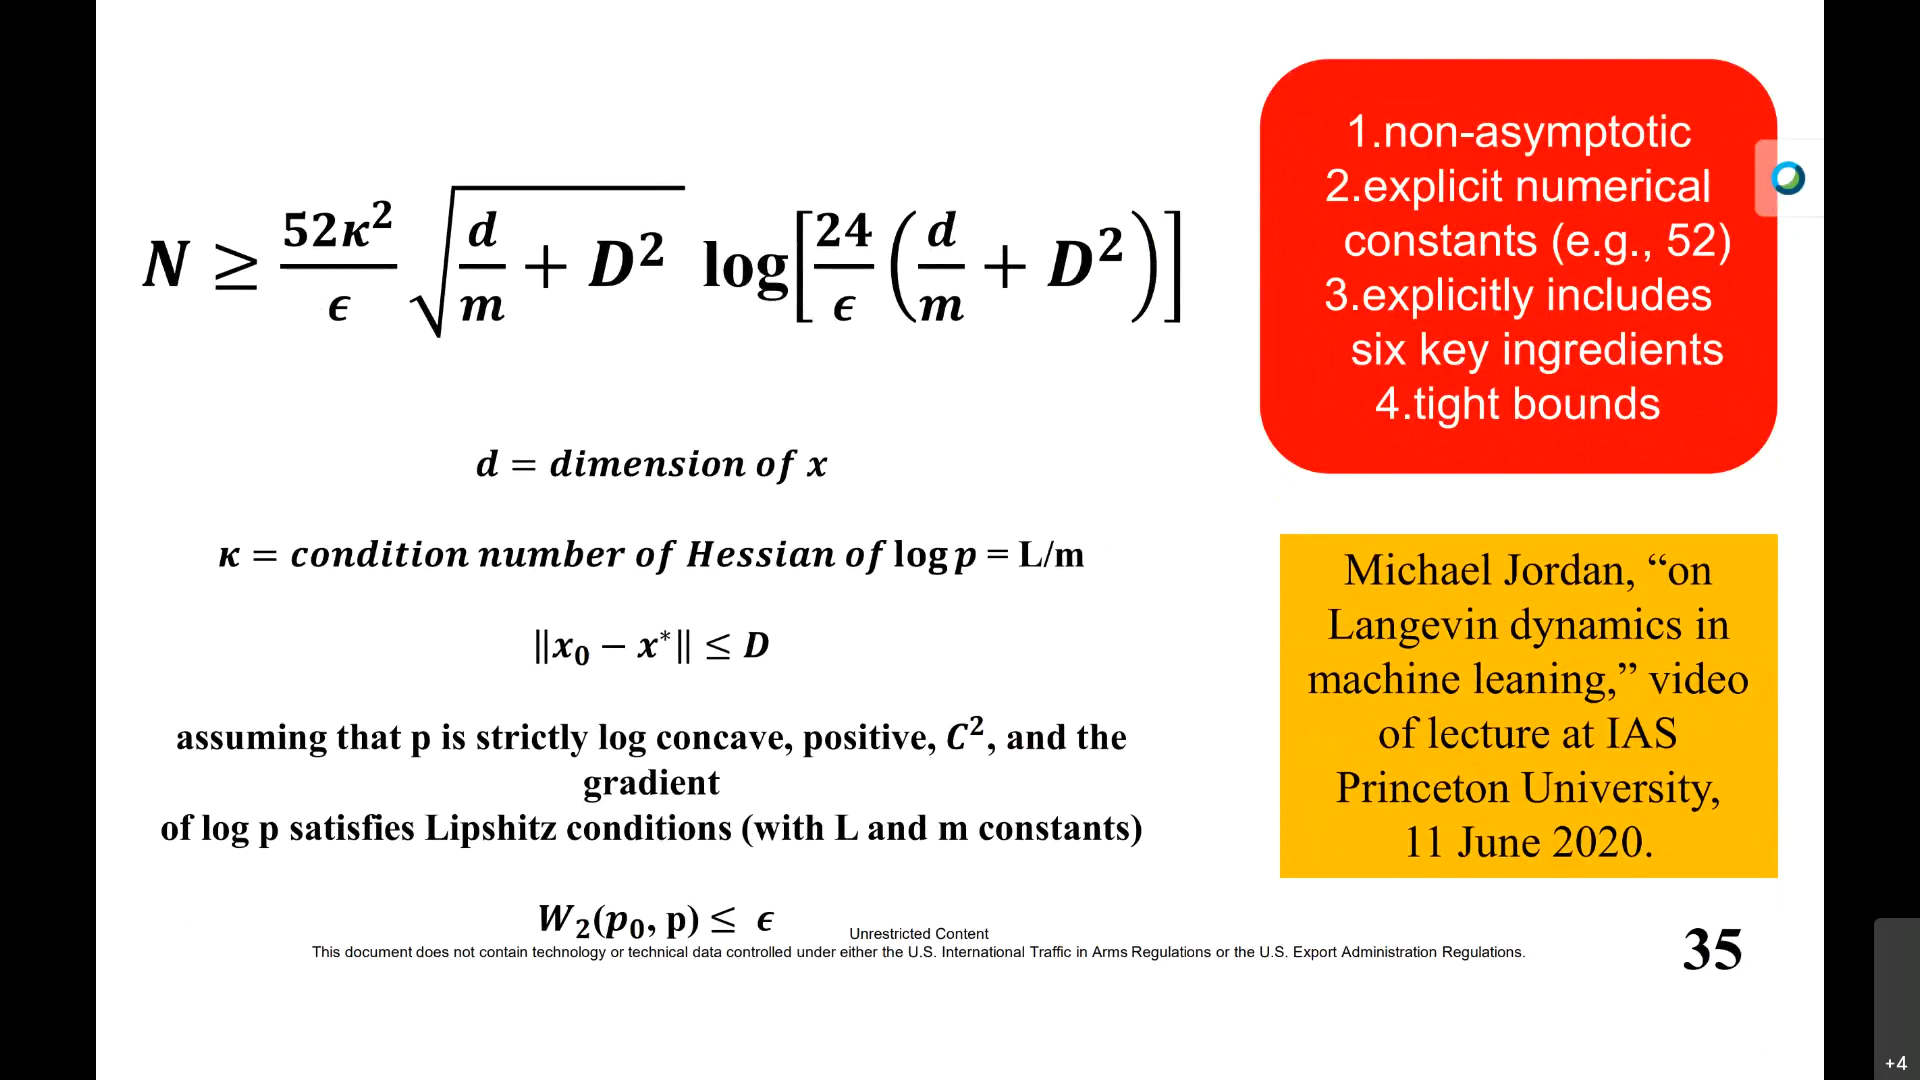 N ≥ 52κ²/ϵ √(d/m + D²) log[24/ϵ (d/m + D²)]
d = dimension of x
κ = condition number of Hessian of log p = L/m
‖x₀ − x*‖ ≤ D
assuming that p is strictly log concave, positive, C², and the
gradient
of log p satisfies Lipshitz conditions (with L and m constants)
W₂(p₀, p) ≤ ϵ
1.non-asymptotic
2.explicit numerical
constants (e.g., 52)
3.explicitly includes
six key ingredients
4.tight bounds
Michael Jordan, “on
Langevin dynamics in
machine leaning,” video
of lecture at IAS
Princeton University,
11 June 2020.
Unrestricted Content
This document does not contain technology or technical data controlled under either the U.S. International Traffic in Arms Regulations or the U.S. Export Administration Regulations.
35
+4